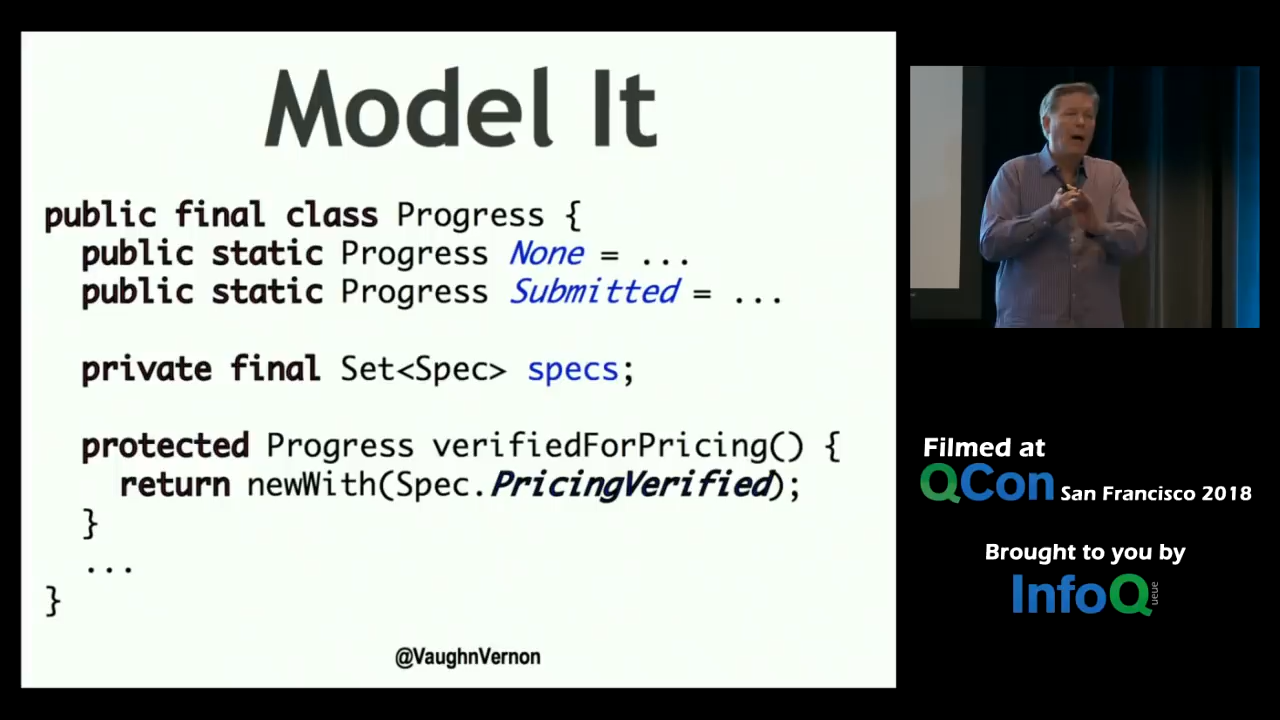 Model It
public final class Progress {
public static Progress None = ...
public static Progress Submitted = ...
private final Set<Spec> specs;
protected Progress verifiedForPricing() {
return newWith(Spec.PricingVerified);
}
...
}
@VaughnVernon
Filmed at
QCon San Francisco 2018
Brought to you by
InfoQueue